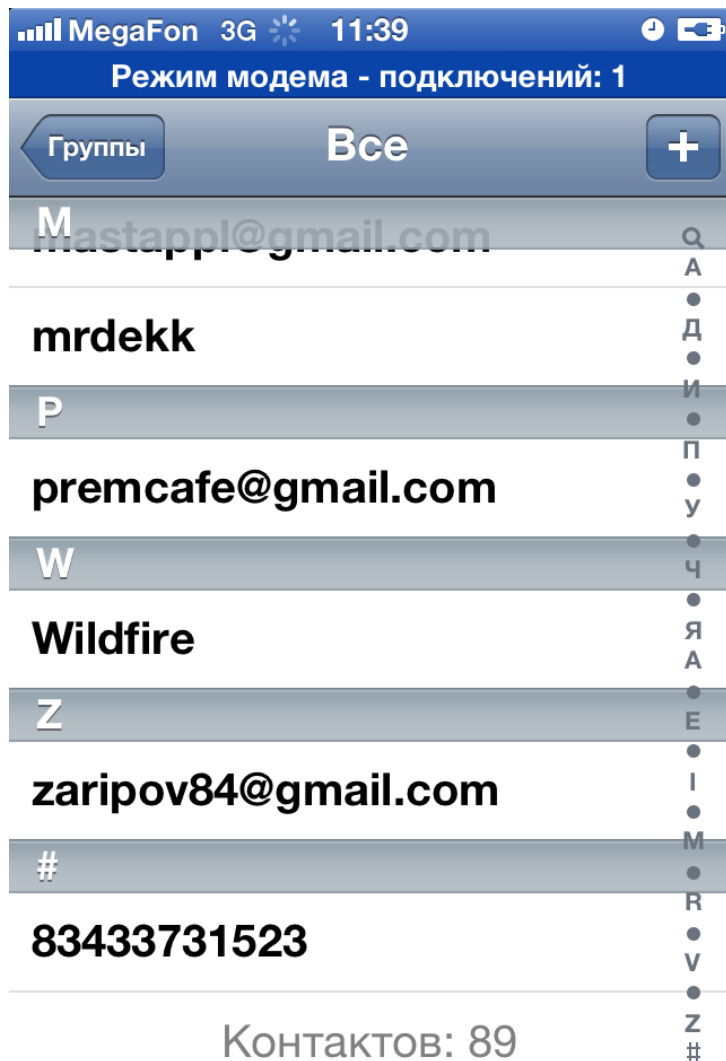 MegaFon 3G 11:39
Режим модема - подключений: 1
Группы Все +
M
mastappl@gmail.com
mrdekk
P
premcafe@gmail.com
W
Wildfire
Z
zaripov84@gmail.com
#
83433731523
Контактов: 89
А
Д
И
П
У
Ч
Я
A
E
I
M
R
V
Z
#